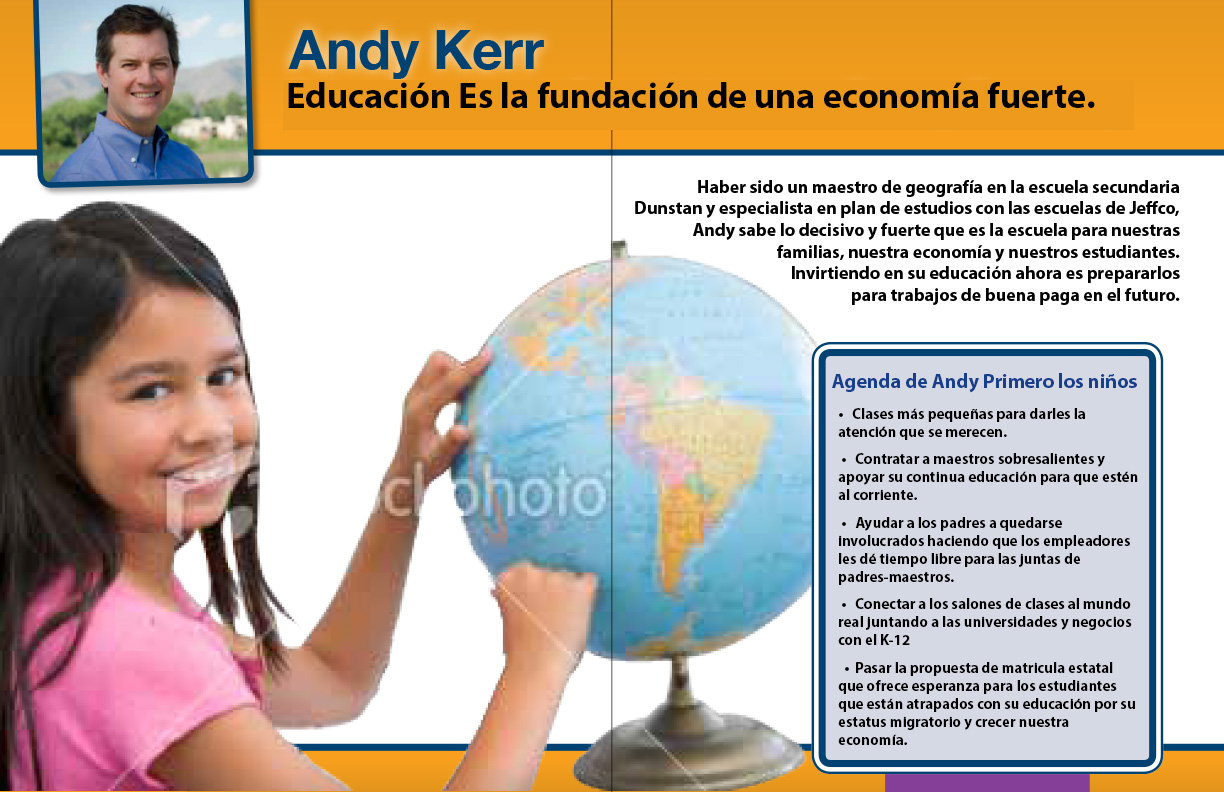 Andy Kerr
Educación Es la fundación de una economía fuerte.
Haber sido un maestro de geografía en la escuela secundaria
Dunstan y especialista en plan de estudios con las escuelas de Jeffco,
Andy sabe lo decisivo y fuerte que es la escuela para nuestras
familias, nuestra economía y nuestros estudiantes.
Invirtiendo en su educación ahora es prepararlos
para trabajos de buena paga en el futuro.
Agenda de Andy Primero los niños
• Clases más pequeñas para darles la
atención que se merecen.
• Contratar a maestros sobresalientes y
apoyar su continua educación para que estén
al corriente.
• Ayudar a los padres a quedarse
involucrados haciendo que los empleadores
les dé tiempo libre para las juntas de
padres-maestros.
• Conectar a los salones de clases al mundo
real juntando a las universidades y negocios
con el K-12
• Pasar la propuesta de matricula estatal
que ofrece esperanza para los estudiantes
que están atrapados con su educación por su
estatus migratorio y crecer nuestra
economía.